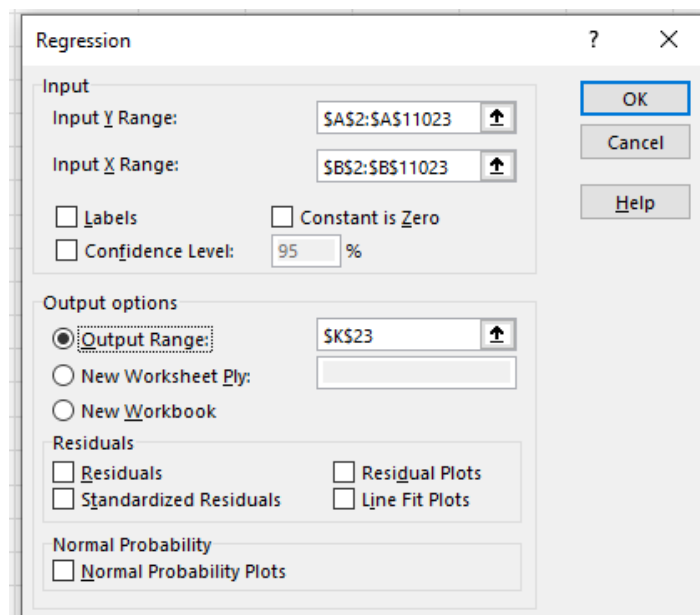 Regression
?
Input
Input Y Range:
$A$2:$A$11023
Input X Range:
$B$2:$B$11023
Labels
Constant is Zero
Confidence Level:
95
%
OK
Cancel
Help
Output options
Output Range:
$K$23
New Worksheet Ply:
New Workbook
Residuals
Residuals
Residual Plots
Standardized Residuals
Line Fit Plots
Normal Probability
Normal Probability Plots